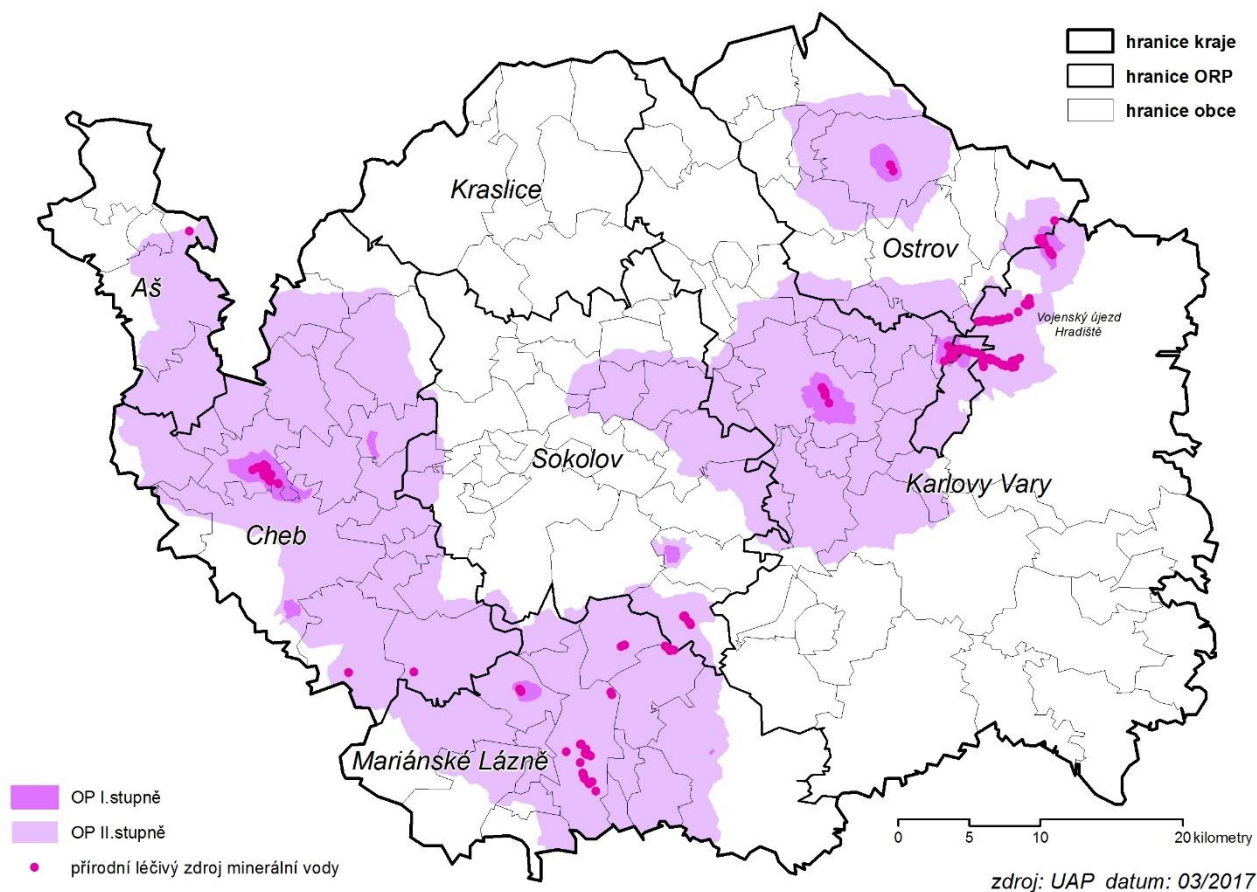 hranice kraje
hranice ORP
hranice obce
Kraslice
Ostrov
Aš
Vojenský újezd
Hradiště
Sokolov
Karlovy Vary
Cheb
Mariánské Lázně
OP I.stupně
OP II.stupně
přírodní léčivý zdroj minerální vody
0 5 10 20 kilometry
zdroj: UAP datum: 03/2017